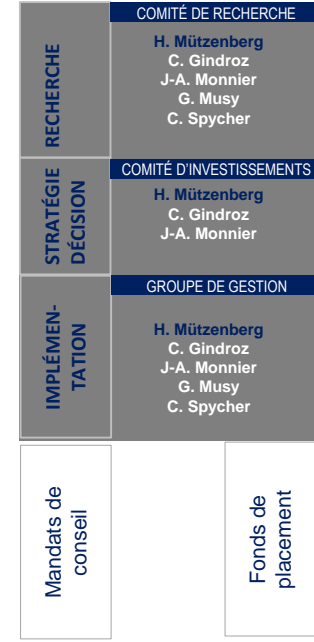 COMITÉ DE RECHERCHE
RECHERCHE
H. Mützenberg
C. Gindroz
J-A. Monnier
G. Musy
C. Spycher
COMITÉ D'INVESTISSEMENTS
STRATÉGIE
DÉCISION
H. Mützenberg
C. Gindroz
J-A. Monnier
GROUPE DE GESTION
IMPLÉMEN-
TATION
H. Mützenberg
C. Gindroz
J-A. Monnier
G. Musy
C. Spycher
Mandats de
conseil
Fonds de
placement